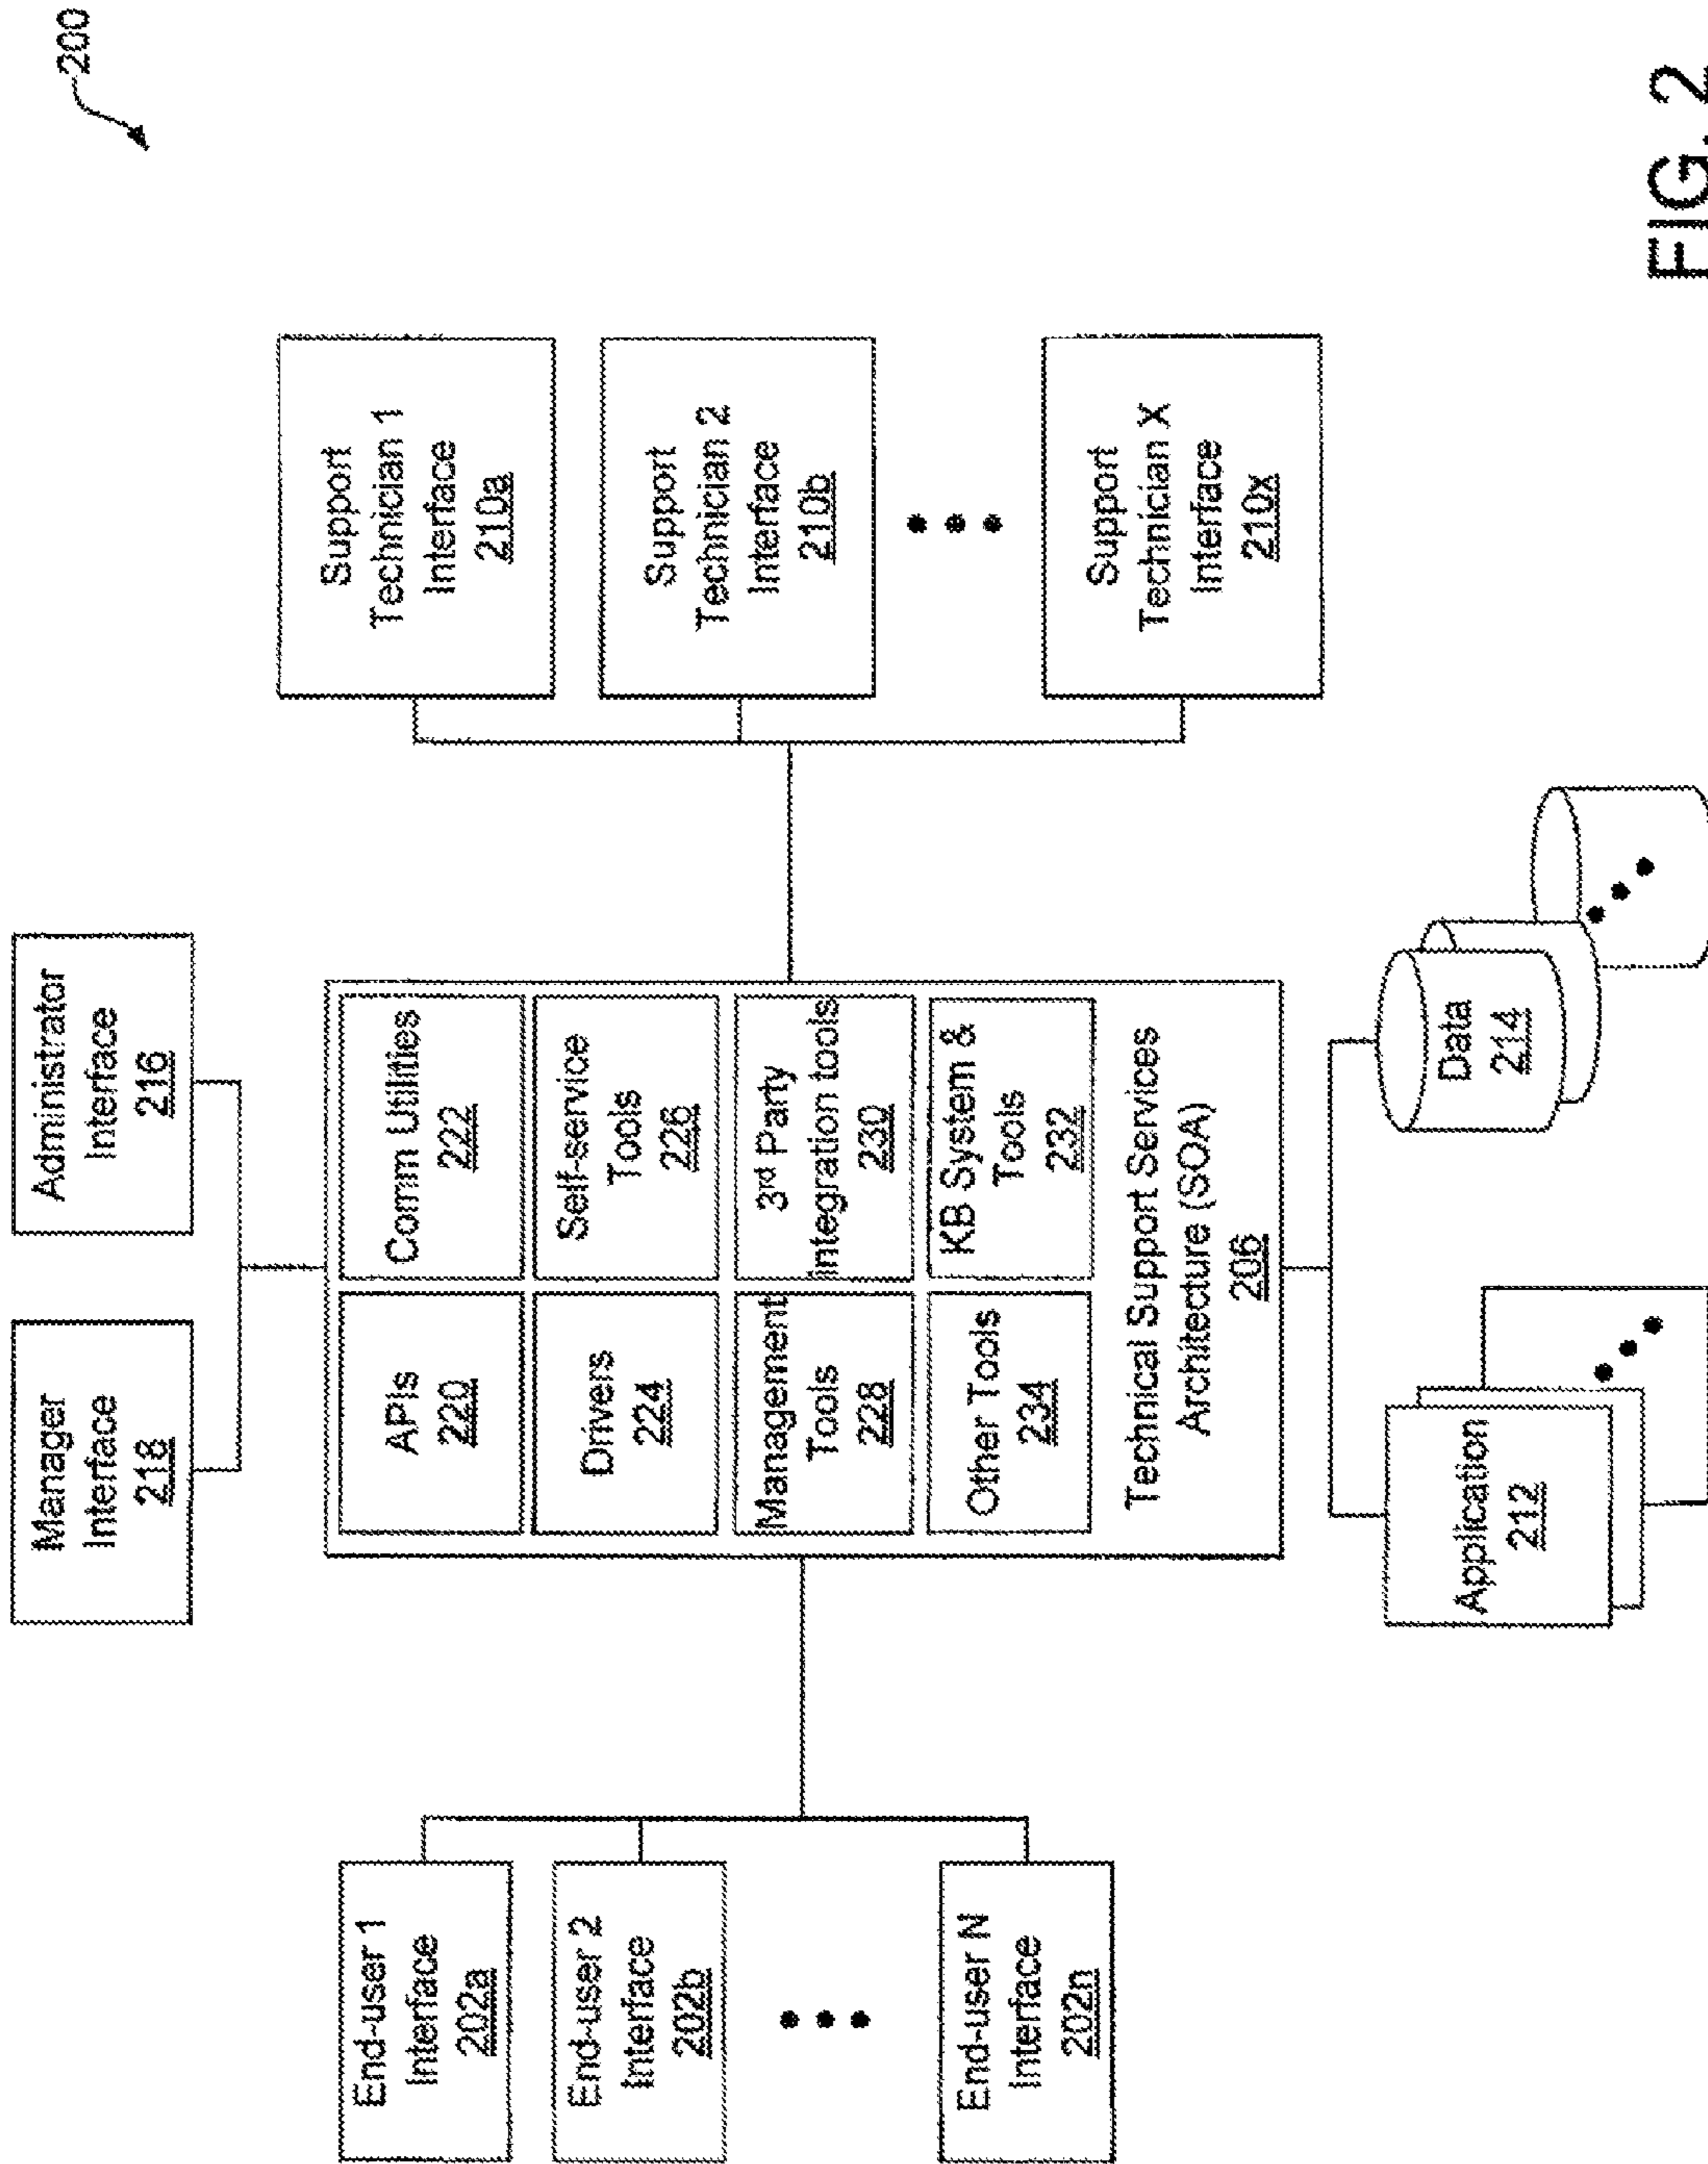 200
Manager
Interface
218
Administrator
Interface
216
End-user 1
Interface
202a
End-user 2
Interface
202b
End-user N
Interface
202n
APIs
220
Comm Utilities
222
Drivers
224
Self-service
Tools
226
Management
Tools
228
3rd Party
integration tools
230
Other Tools
234
KB System &
Tools
232
Technical Support Services
Architecture (SOA)
206
Support
Technician 1
Interface
210a
Support
Technician 2
Interface
210b
Support
Technician X
Interface
210x
Application
212
Data
214
FIG. 2